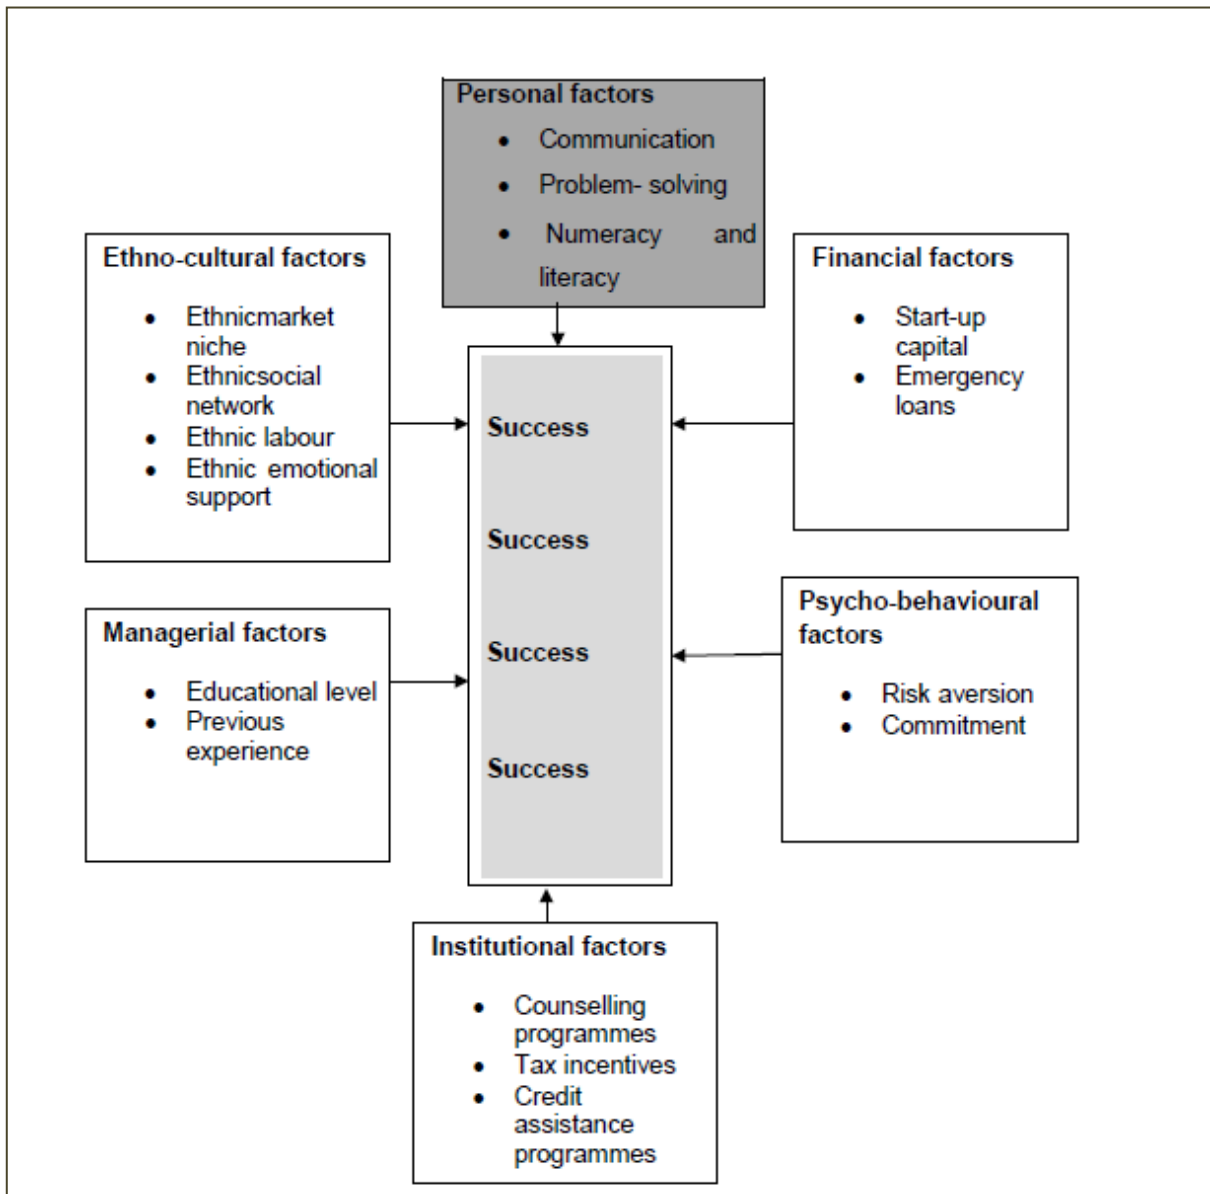 Personal factors
• Communication
• Problem- solving
• Numeracy and
literacy
Ethno-cultural factors
• Ethnicmarket
niche
• Ethnicsocial
network
• Ethnic labour
• Ethnic emotional
support
Financial factors
• Start-up
capital
• Emergency
loans
Success
Success
Success
Success
Managerial factors
• Educational level
• Previous
experience
Psycho-behavioural
factors
• Risk aversion
• Commitment
Institutional factors
• Counselling
programmes
• Tax incentives
• Credit
assistance
programmes